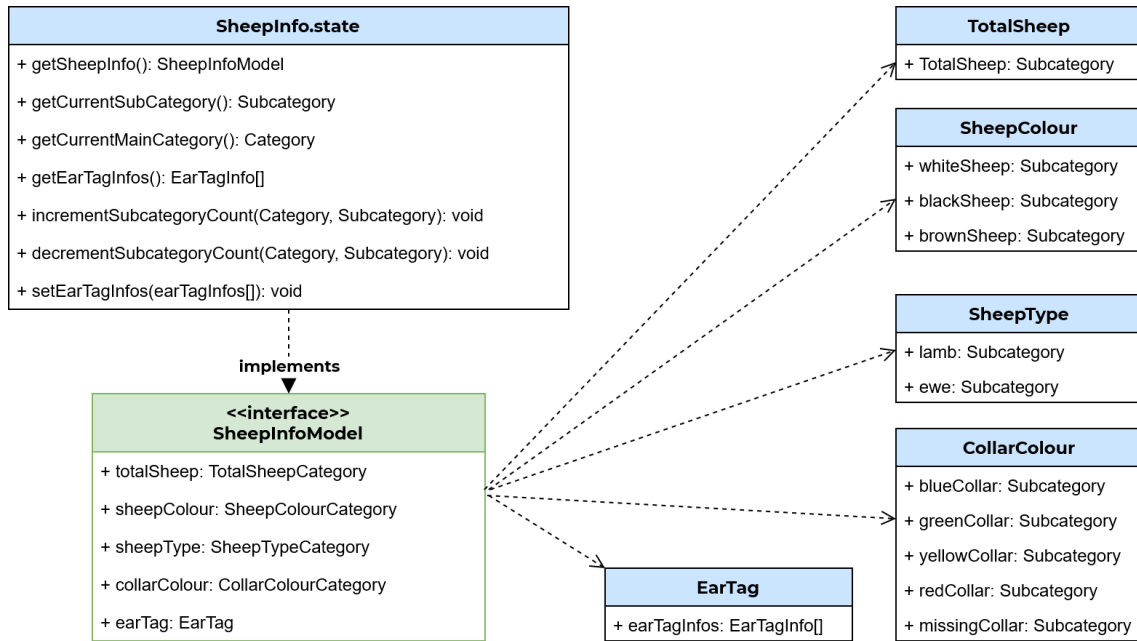 SheepInfo.state
+ getSheepInfo(): SheepInfoModel
+ getCurrentSubCategory(): Subcategory
+ getCurrentMainCategory(): Category
+ getEarTagInfos(): EarTagInfo[]
+ incrementSubcategoryCount(Category, Subcategory): void
+ decrementSubcategoryCount(Category, Subcategory): void
+ setEarTagInfos(earTagInfos[]): void
implements
<<interface>>
SheepInfoModel
+ totalSheep: TotalSheepCategory
+ sheepColour: SheepColourCategory
+ sheepType: SheepTypeCategory
+ collarColour: CollarColourCategory
+ earTag: EarTag
EarTag
+ earTagInfos: EarTagInfo[]
TotalSheep
+ TotalSheep: Subcategory
SheepColour
+ whiteSheep: Subcategory
+ blackSheep: Subcategory
+ brownSheep: Subcategory
SheepType
+ lamb: Subcategory
+ ewe: Subcategory
CollarColour
+ blueCollar: Subcategory
+ greenCollar: Subcategory
+ yellowCollar: Subcategory
+ redCollar: Subcategory
+ missingCollar: Subcategory